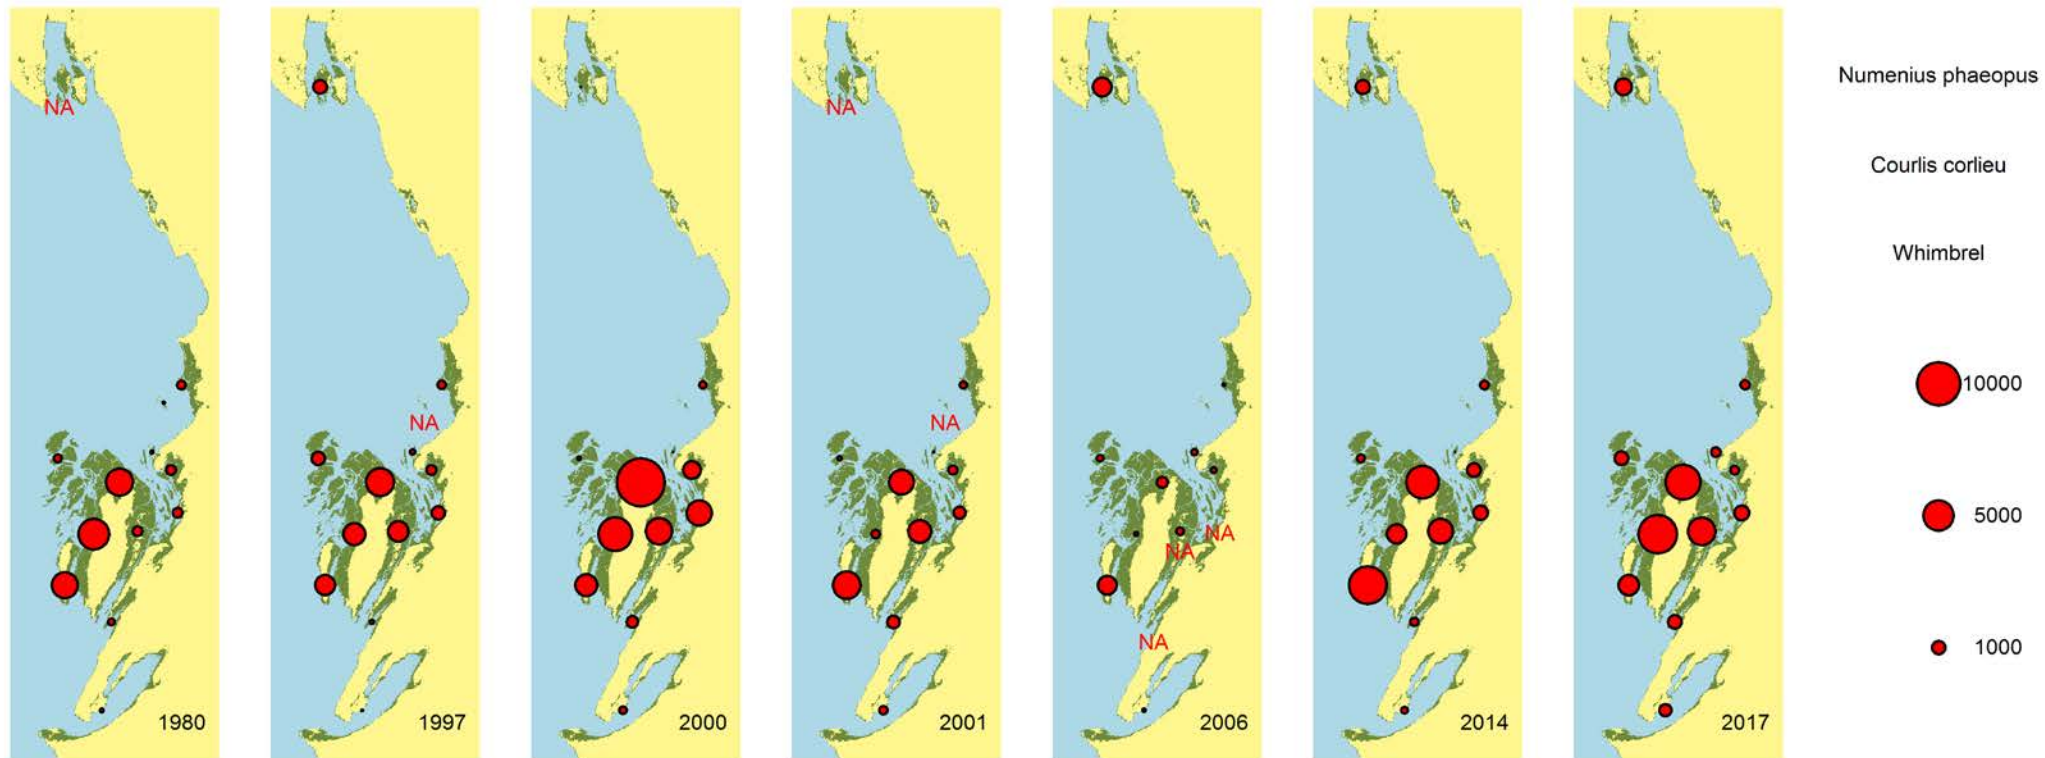 NA
NA
Numenius phaeopus
Courlis corlieu
Whimbrel
10000
NA
NA
5000
NA
NA
NA
1000
1980
1997
2000
2001
2006
2014
2017